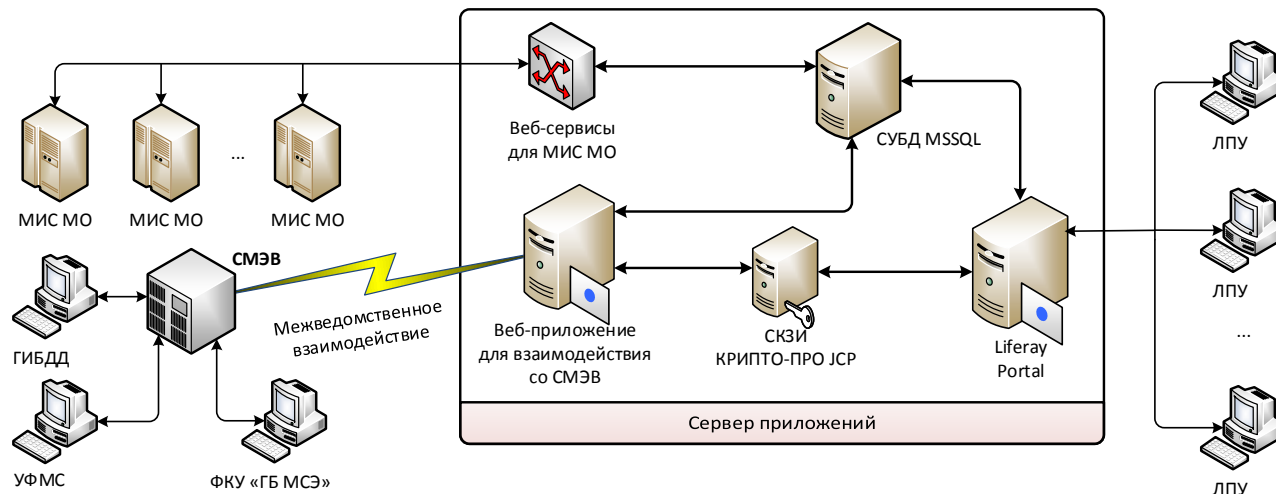 Веб-сервисы
для МИС МО
СУБД MSSQL
ЛПУ
...
МИС МО
МИС МО
МИС МО
СМЭВ
Межведомственное
взаимодействие
ГИБДД
Веб-приложение
для взаимодействия
со СМЭВ
СКЗИ
КРИПТО-ПРО JCP
Liferay
Portal
ЛПУ
...
Сервер приложений
УФМС
ФКУ «ГБ МСЭ»
ЛПУ